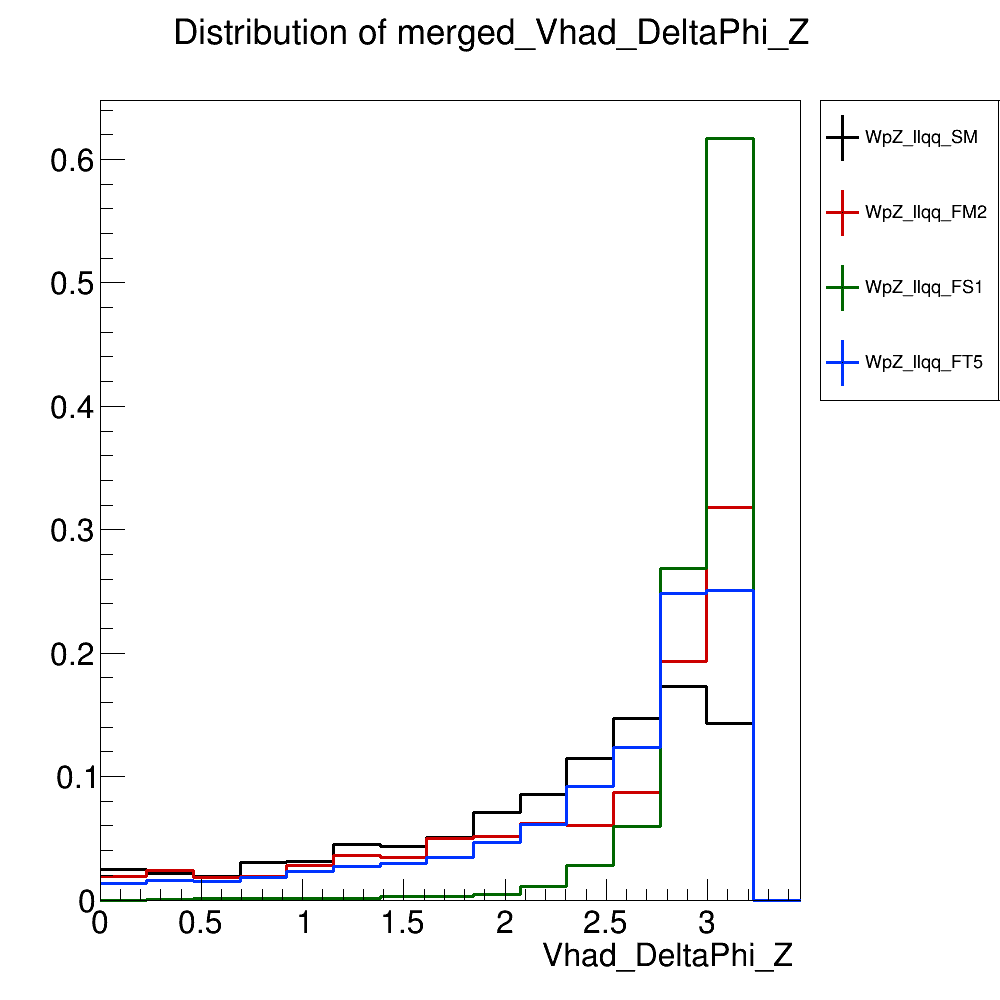 Distribution of merged_Vhad_DeltaPhi_Z
WpZ_llqq_SM
WpZ_llqq_FM2
WpZ_llqq_FS1
WpZ_llqq_FT5
0.6
0.5
0.4
0.3
0.2
0.1
0
0 0.5 1 1.5 2 2.5 3
Vhad_DeltaPhi_Z